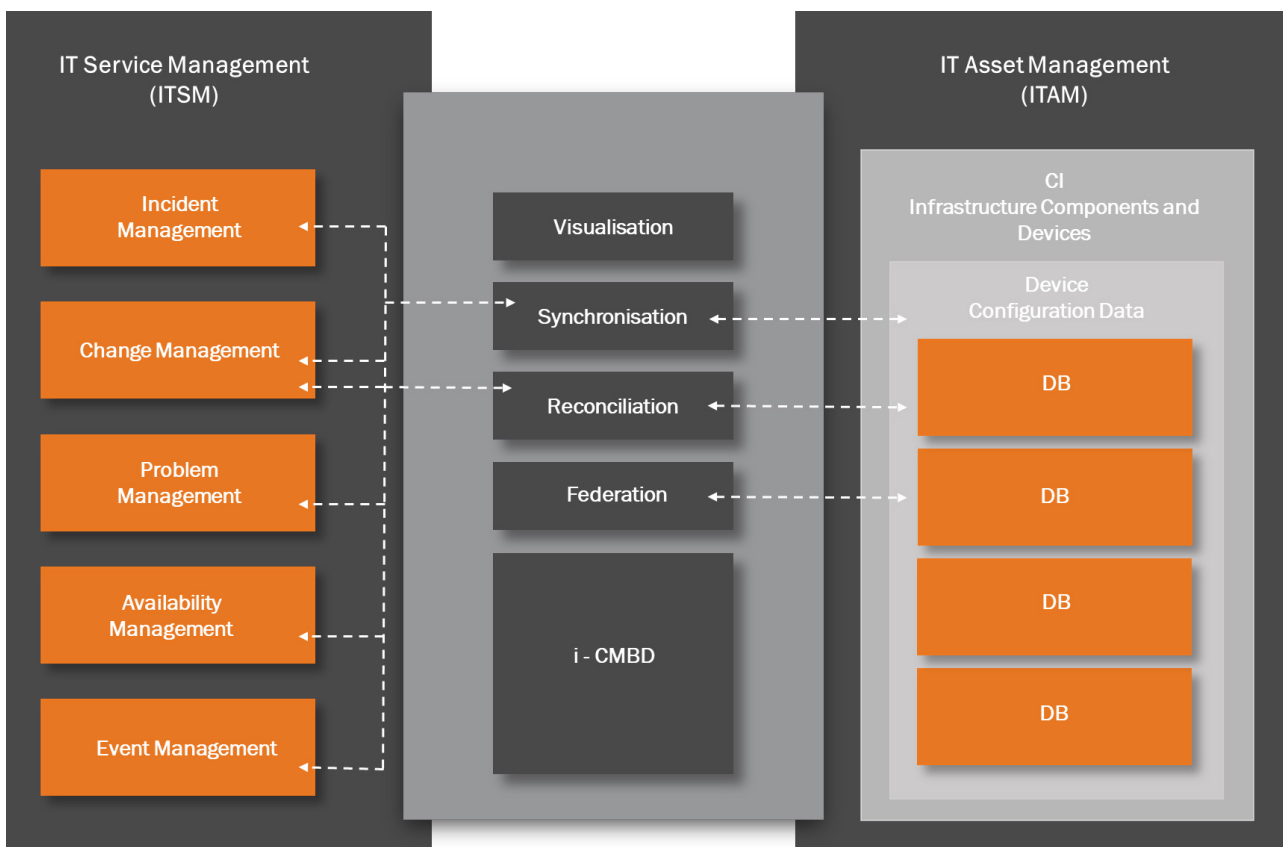 IT Service Management
(ITSM)
Incident
Management
Change Management
Problem
Management
Availability
Management
Event Management
Visualisation
Synchronisation
Reconciliation
Federation
i - CMBD
IT Asset Management
(ITAM)
CI
Infrastructure Components and
Devices
Device
Configuration Data
DB
DB
DB
DB